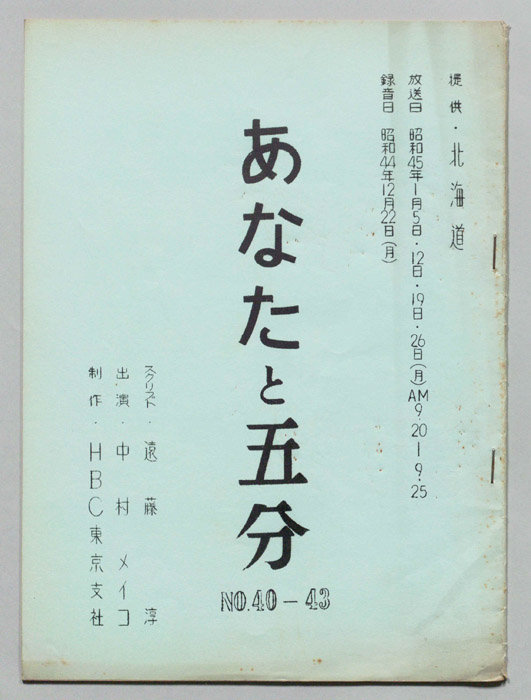 提供・北海道
放送日 昭和45年1月5日・12日・19日・26日(月)AM9.20－9.25
録音日 昭和44年12月22日(月)
あなたと五分
NO.40－43
スクリプト・遠藤淳
出演・中村メイコ
制作・HBC東京支社